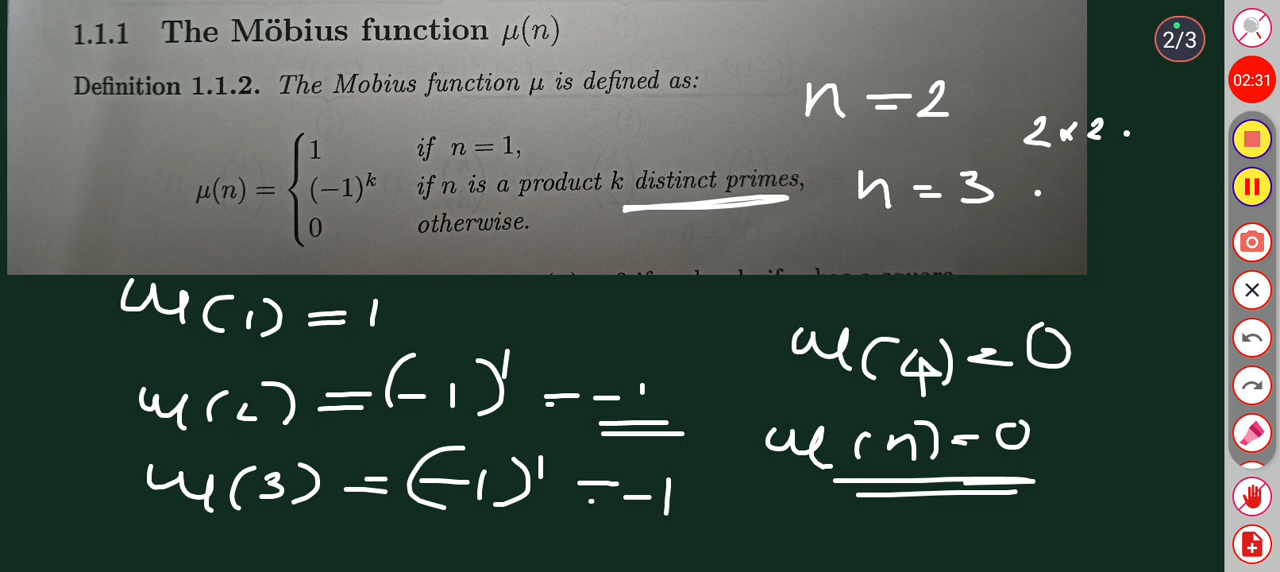 1.1.1 The Möbius function μ(n)
Definition 1.1.2. The Mobius function μ is defined as:
μ(n) = { 1 if n = 1,
(−1)^k if n is a product k distinct primes,
0 otherwise.
n = 2
2 × 2 .
n = 3 .
μ(1) = 1
μ(2) = (-1)^1 = -1
μ(3) = (-1)^1 = -1
μ(4) = 0
μ(n) = 0
2/3
02:31